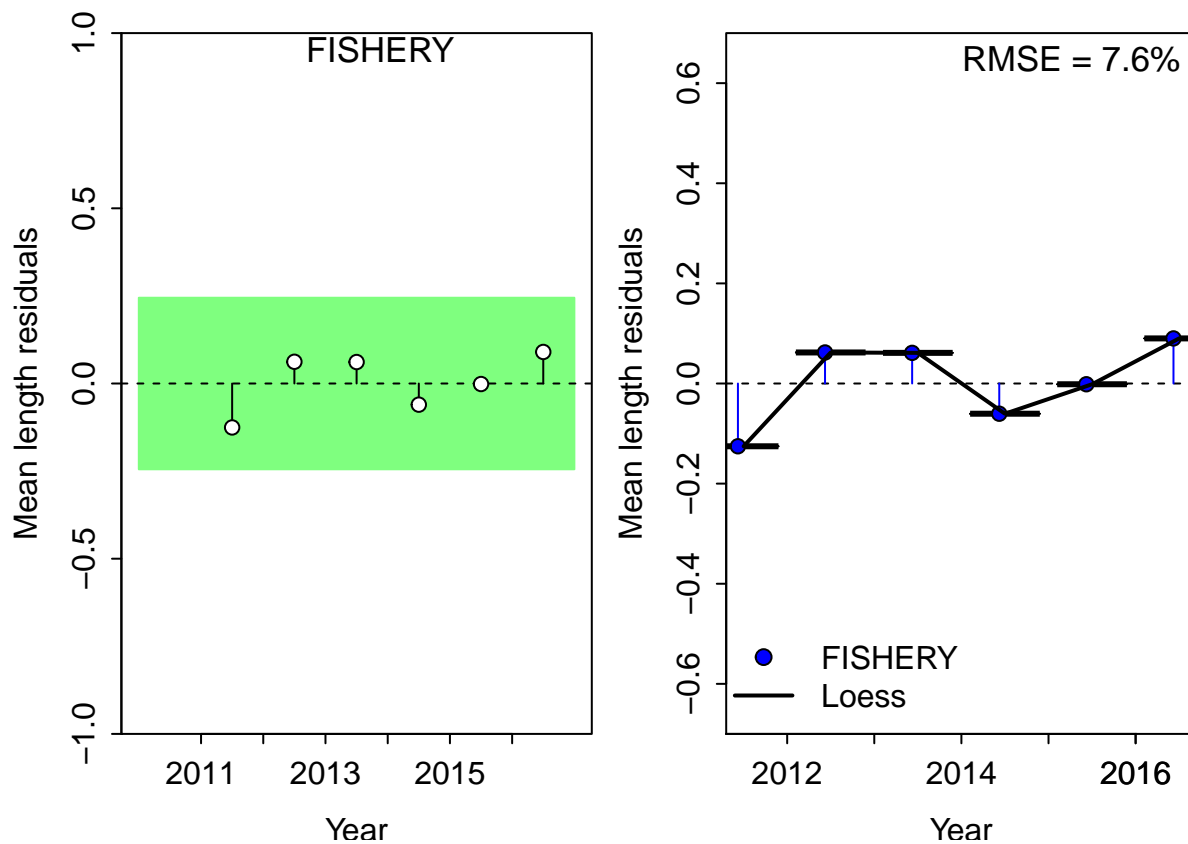 FISHERY
Mean length residuals
1.0
0.5
0.0
−0.5
−1.0
2011
2013
2015
Year
RMSE = 7.6%
Mean length residuals
0.6
0.4
0.2
0.0
−0.2
−0.4
−0.6
FISHERY
Loess
2012
2014
2016
Year